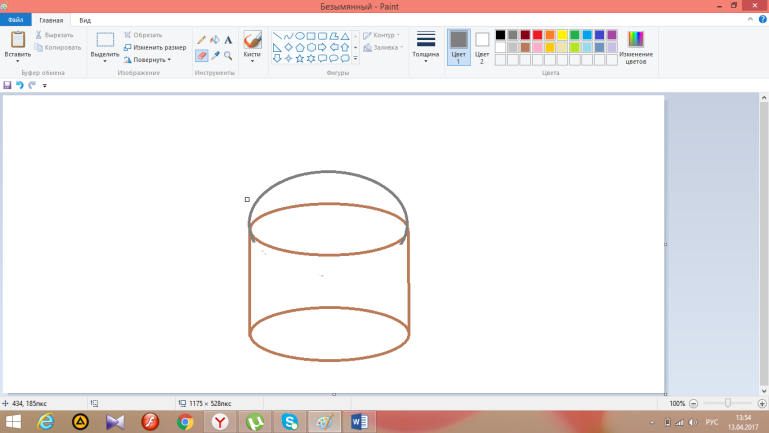 Безымянный - Paint
Файл Главная Вид
Вставить
Вырезать
Копировать
Буфер обмена
Выделить
Обрезать
Изменить размер
Повернуть
Изображение
A
Инструменты
Кисти
Контур
Заливка
Фигуры
Толщина
Цвет 1
Цвет 2
Изменение цветов
Цвета
434, 185пкс
1175 × 528пкс
100%
РУС
13:54
13.04.2017